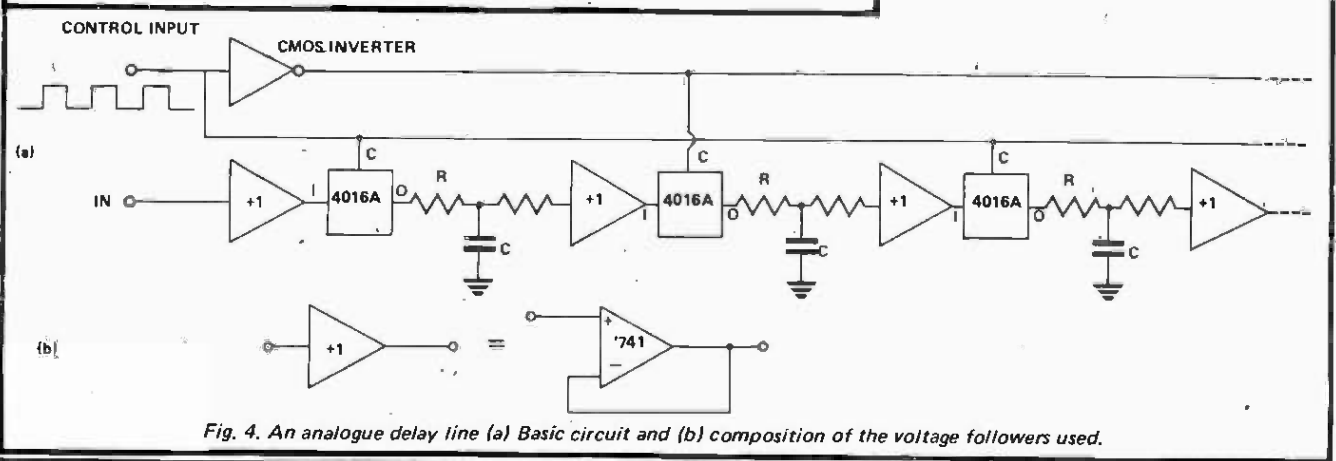 CONTROL INPUT
CMOS INVERTER
(a)
C
C
C
IN
+1
I
4016A
O
R
C
+1
I
4016A
O
R
C
+1
I
4016A
O
R
C
+1
(b)
+1
=
+
'741
−
Fig. 4. An analogue delay line (a) Basic circuit and (b) composition of the voltage followers used.